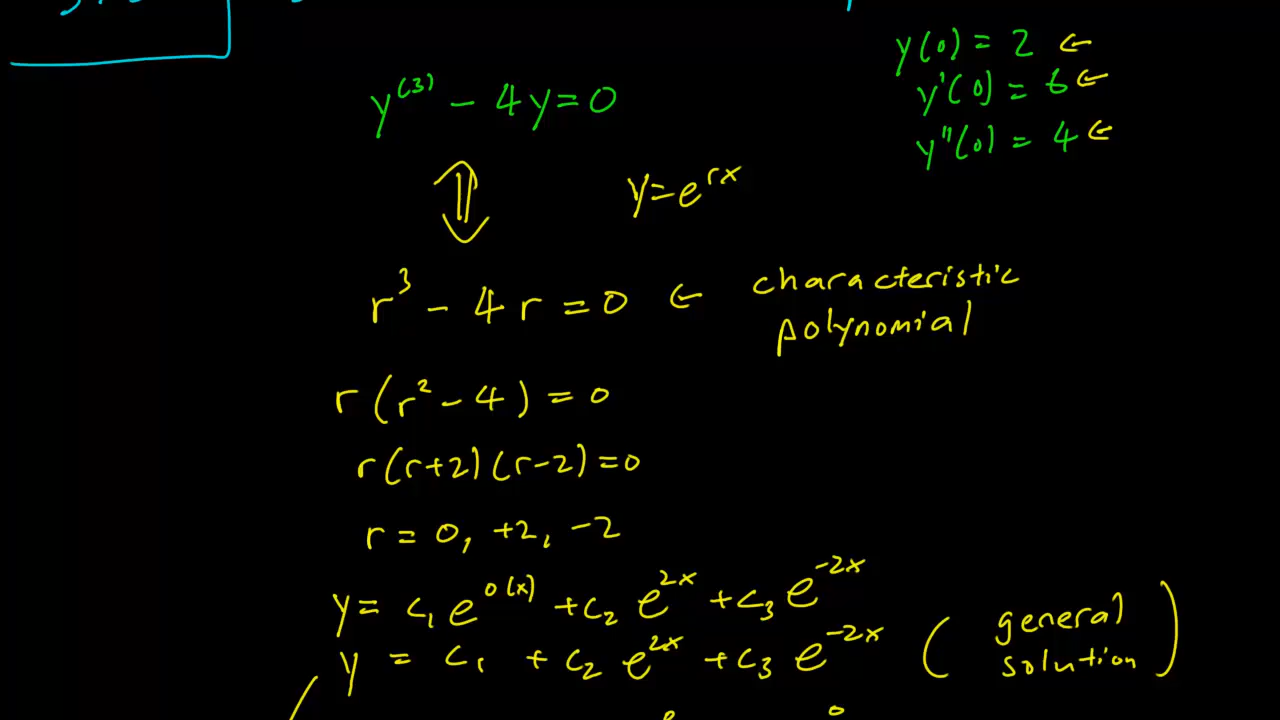 y(0) = 2 ←
y⁽³⁾ - 4y = 0
y'(0) = 6 ←
y''(0) = 4 ←
y = e^{rx}
r³ - 4r = 0 ← characteristic
polynomial
r(r² - 4) = 0
r(r+2)(r-2) = 0
r = 0, +2, -2
y = c₁e^{0(x)} + c₂e^{2x} + c₃e^{-2x}
y = c₁ + c₂e^{2x} + c₃e^{-2x} (general
solution)